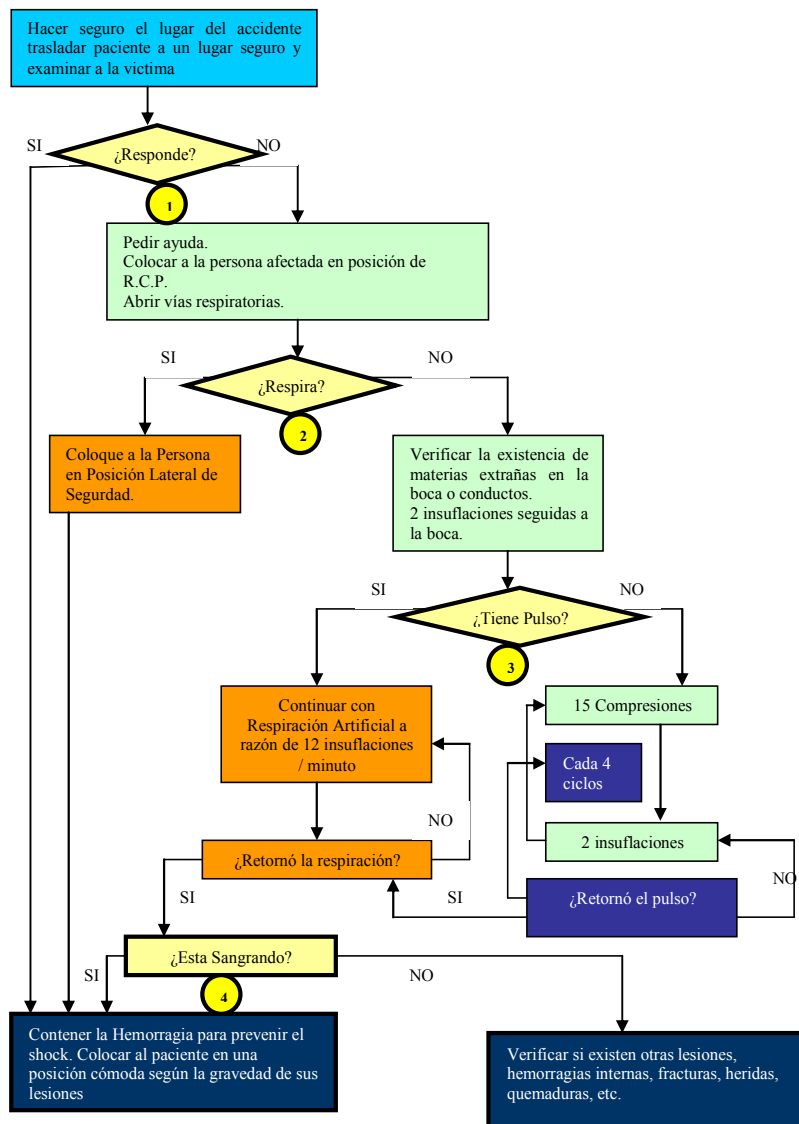 Hacer seguro el lugar del accidente
trasladar paciente a un lugar seguro y
examinar a la victima
SI
NO
¿Responde?
1
Pedir ayuda.
Colocar a la persona afectada en posición de
R.C.P.
Abrir vías respiratorias.
SI
NO
¿Respira?
2
Coloque a la Persona
en Posición Lateral de
Segurdad.
Verificar la existencia de
materias extrañas en la
boca o conductos.
2 insuflaciones seguidas a
la boca.
SI
NO
¿Tiene Pulso?
3
Continuar con
Respiración Artificial a
razón de 12 insuflaciones
/ minuto
15 Compresiones
Cada 4
ciclos
NO
2 insuflaciones
¿Retornó la respiración?
NO
SI
SI
¿Retornó el pulso?
¿Esta Sangrando?
SI
NO
4
Contener la Hemorragia para prevenir el
shock. Colocar al paciente en una
posición cómoda según la gravedad de sus
lesiones
Verificar si existen otras lesiones,
hemorragias internas, fracturas, heridas,
quemaduras, etc.